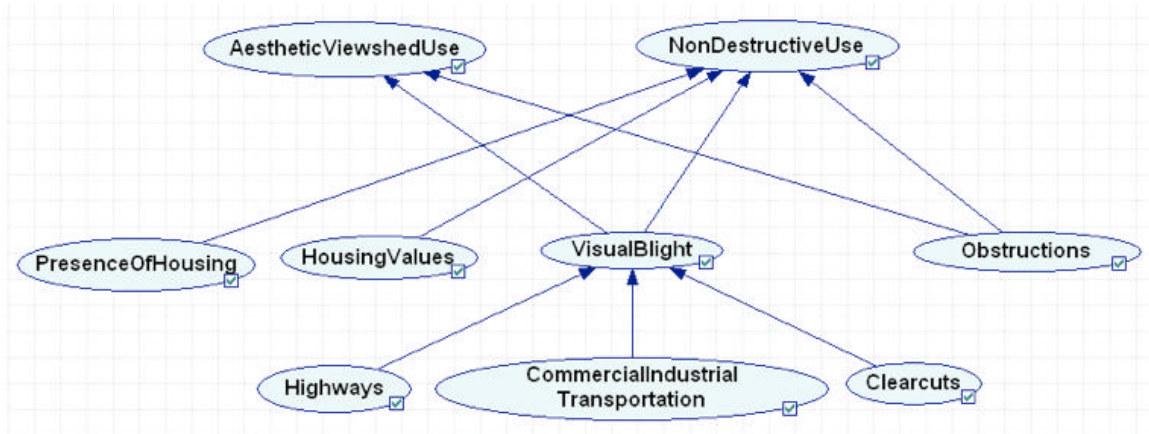 AestheticViewshedUse
NonDestructiveUse
PresenceOfHousing
HousingValues
VisualBlight
Obstructions
Highways
CommercialIndustrial
Transportation
Clearcuts